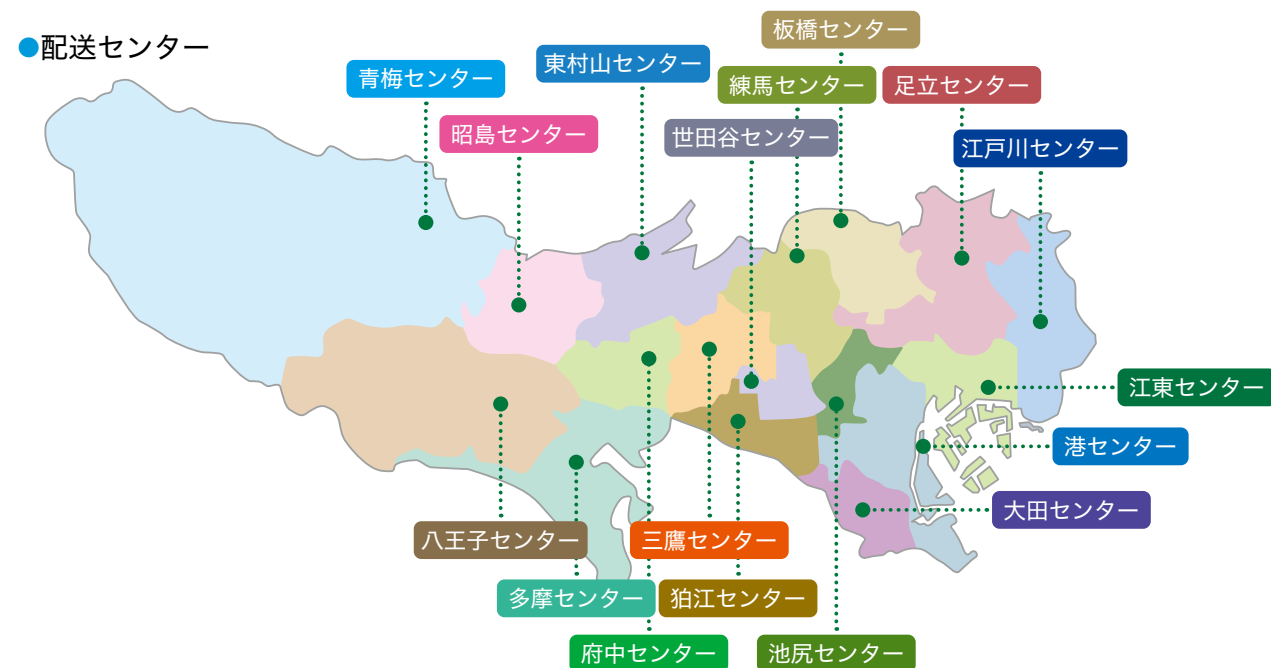 ●配送センター
板橋センター
東村山センター
青梅センター
練馬センター
足立センター
昭島センター
世田谷センター
江戸川センター
江東センター
港センター
大田センター
八王子センター
三鷹センター
多摩センター
狛江センター
府中センター
池尻センター